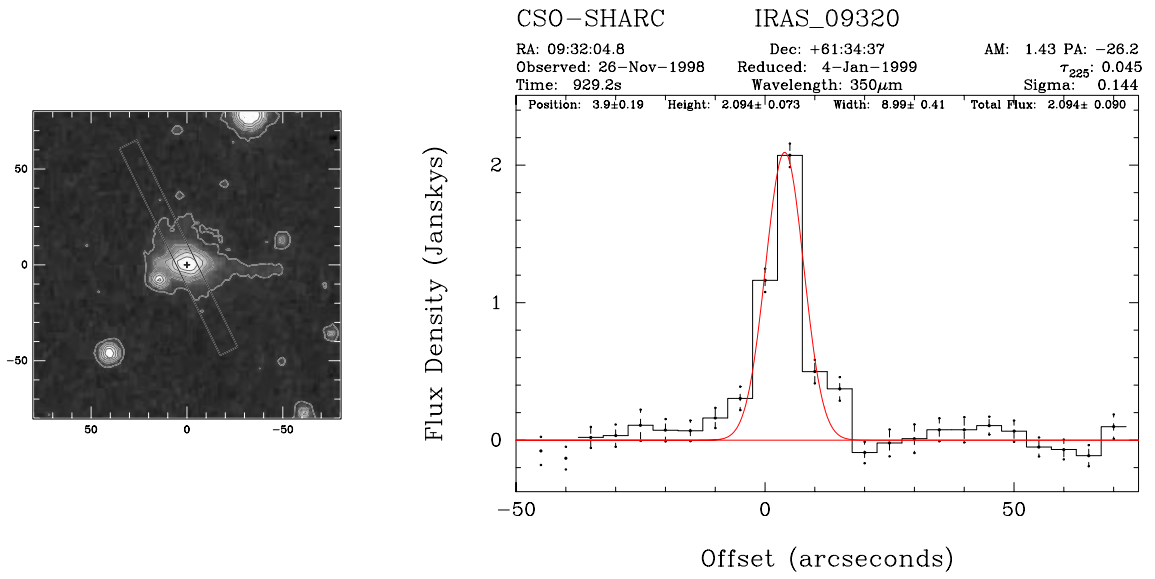 CSO-SHARC IRAS_09320
RA: 09:32:04.8 Dec: +61:34:37 AM: 1.43 PA: -26.2
Observed: 26-Nov-1998 Reduced: 4-Jan-1999 τ225: 0.045
Time: 929.2s Wavelength: 350μm Sigma: 0.144
Position: 3.9± 0.19 Height: 2.094± 0.073 Width: 8.99± 0.41 Total Flux: 2.094± 0.090
50
0
-50
50 0 -50
Flux Density (Janskys)
2
1
0
-50 0 50
Offset (arcseconds)